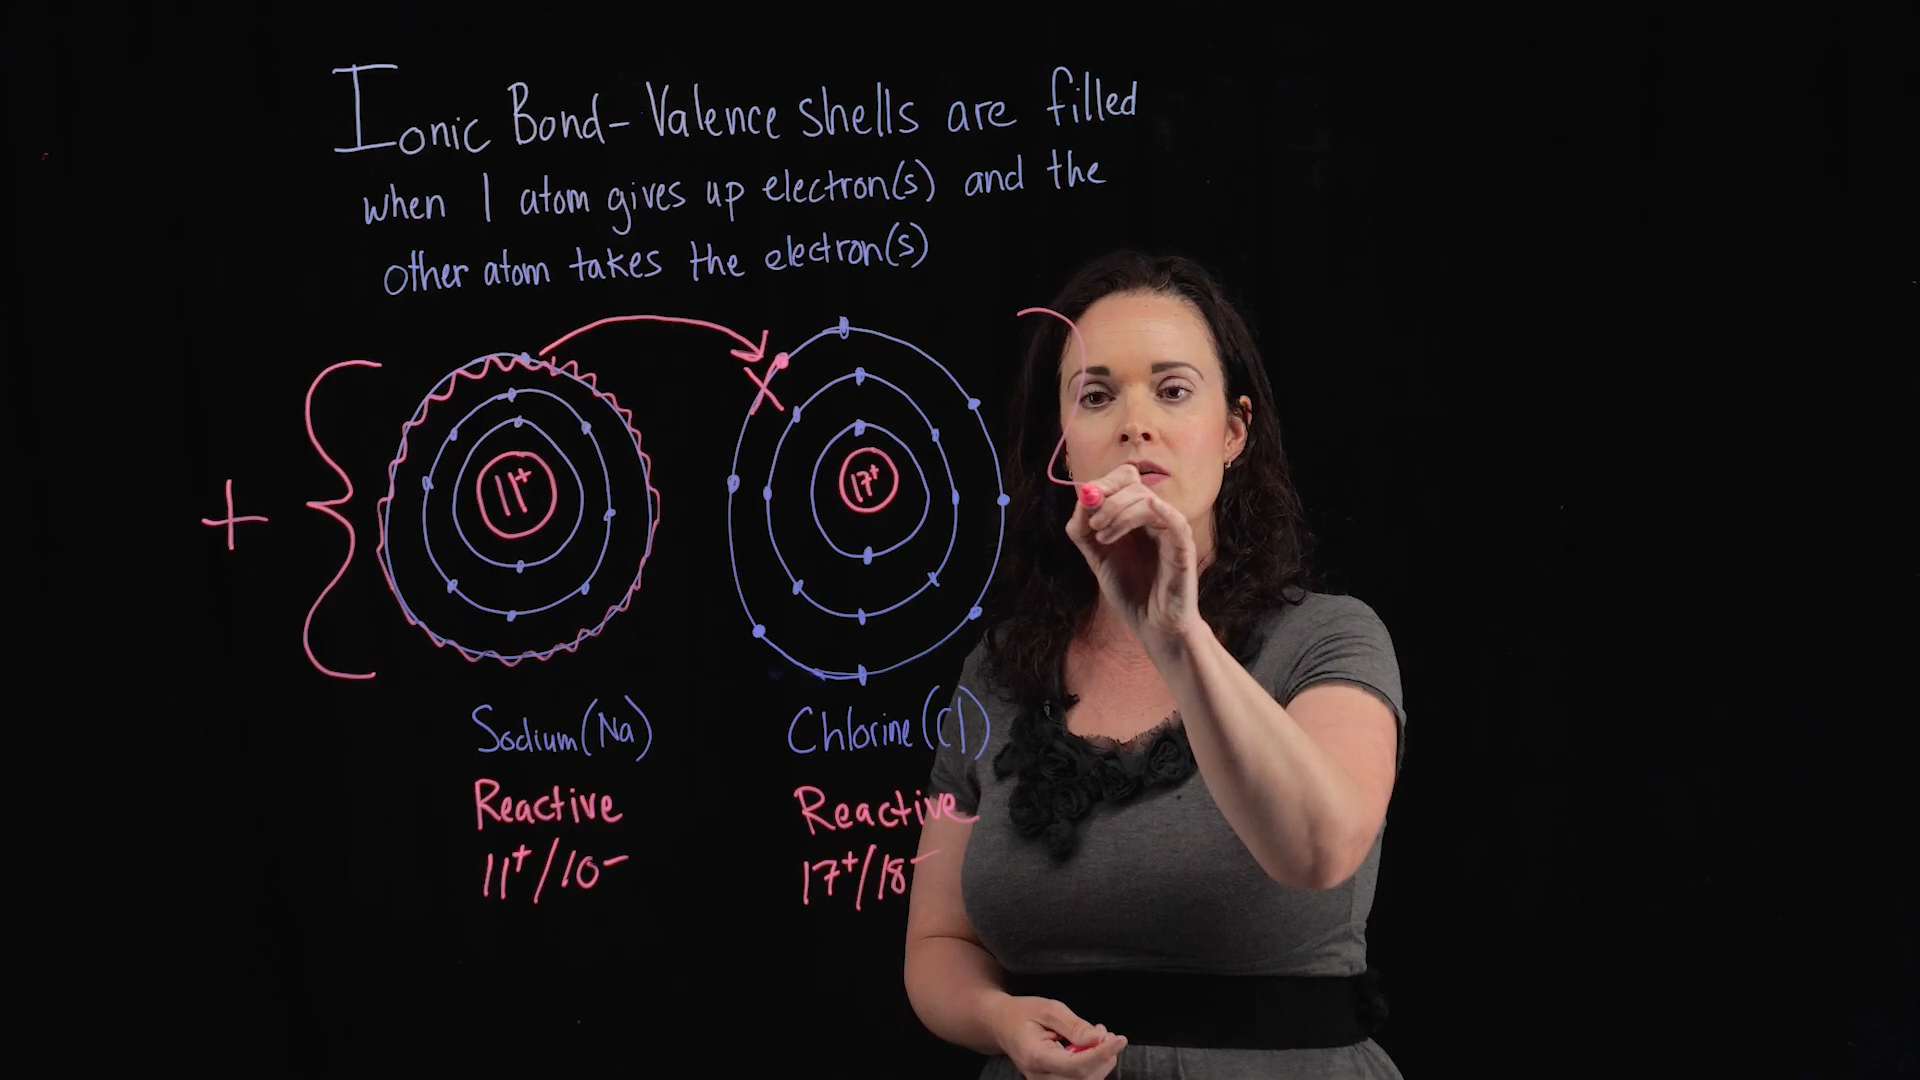 Ionic Bond - Valence shells are filled
when 1 atom gives up electron(s) and the
other atom takes the electron(s)
+
11+
17+
Sodium (Na)
Chlorine (Cl)
Reactive
Reactive
11+/10-
17+/18-